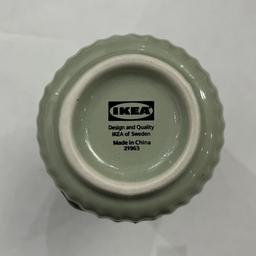 IKEA
Design and Quality
IKEA of Sweden
Made in China
21963